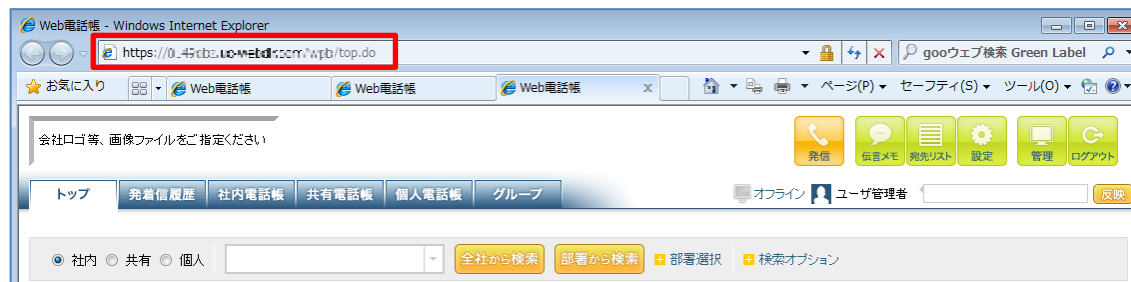 Web電話帳 - Windows Internet Explorer
https:// /top.do
gooウェブ検索 Green Label
お気に入り Web電話帳 Web電話帳 Web電話帳 x ページ(P) セーフティ(S) ツール(O)
会社ロゴ等、画像ファイルをご指定ください
発信 伝言メモ 宛先リスト 設定 管理 ログアウト
トップ 発着信履歴 社内電話帳 共有電話帳 個人電話帳 グループ オフライン ユーザ管理者 反映
社内 共有 個人 全社から検索 部署から検索 部署選択 検索オプション